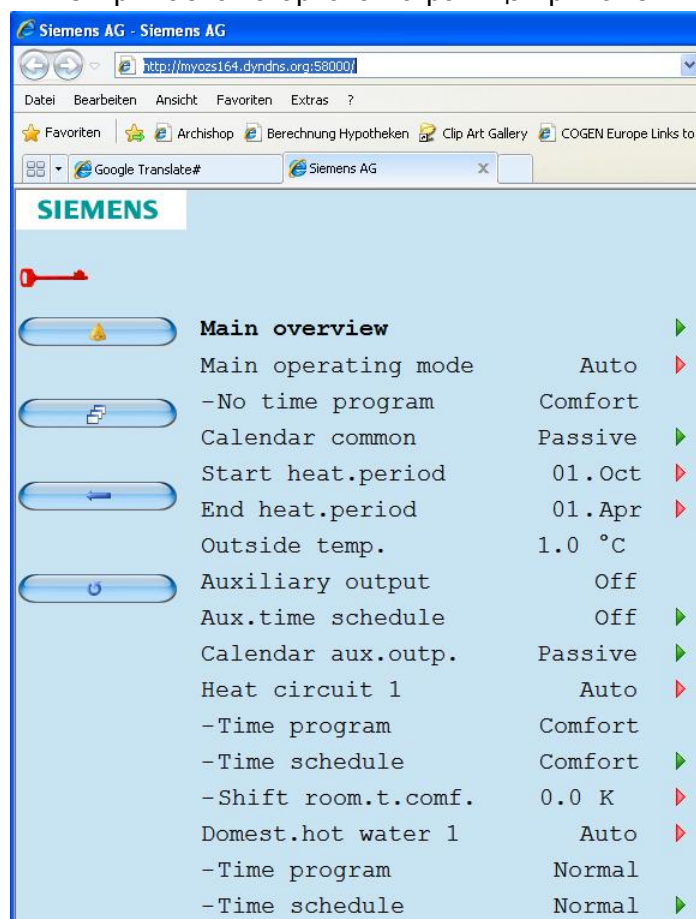 Siemens AG - Siemens AG
http://myozs164.dyndns.org:58000/
Datei Bearbeiten Ansicht Favoriten Extras ?
Favoriten Archishop Berechnung Hypotheken Clip Art Gallery COGEN Europe Links to
Google Translate# Siemens AG X
SIEMENS
Main overview
Main operating mode Auto
-No time program Comfort
Calendar common Passive
Start heat.period 01.Oct
End heat.period 01.Apr
Outside temp. 1.0 °C
Auxiliary output Off
Aux.time schedule Off
Calendar aux.outp. Passive
Heat circuit 1 Auto
-Time program Comfort
-Time schedule Comfort
-Shift room.t.comf. 0.0 K
Domest.hot water 1 Auto
-Time program Normal
-Time schedule Normal